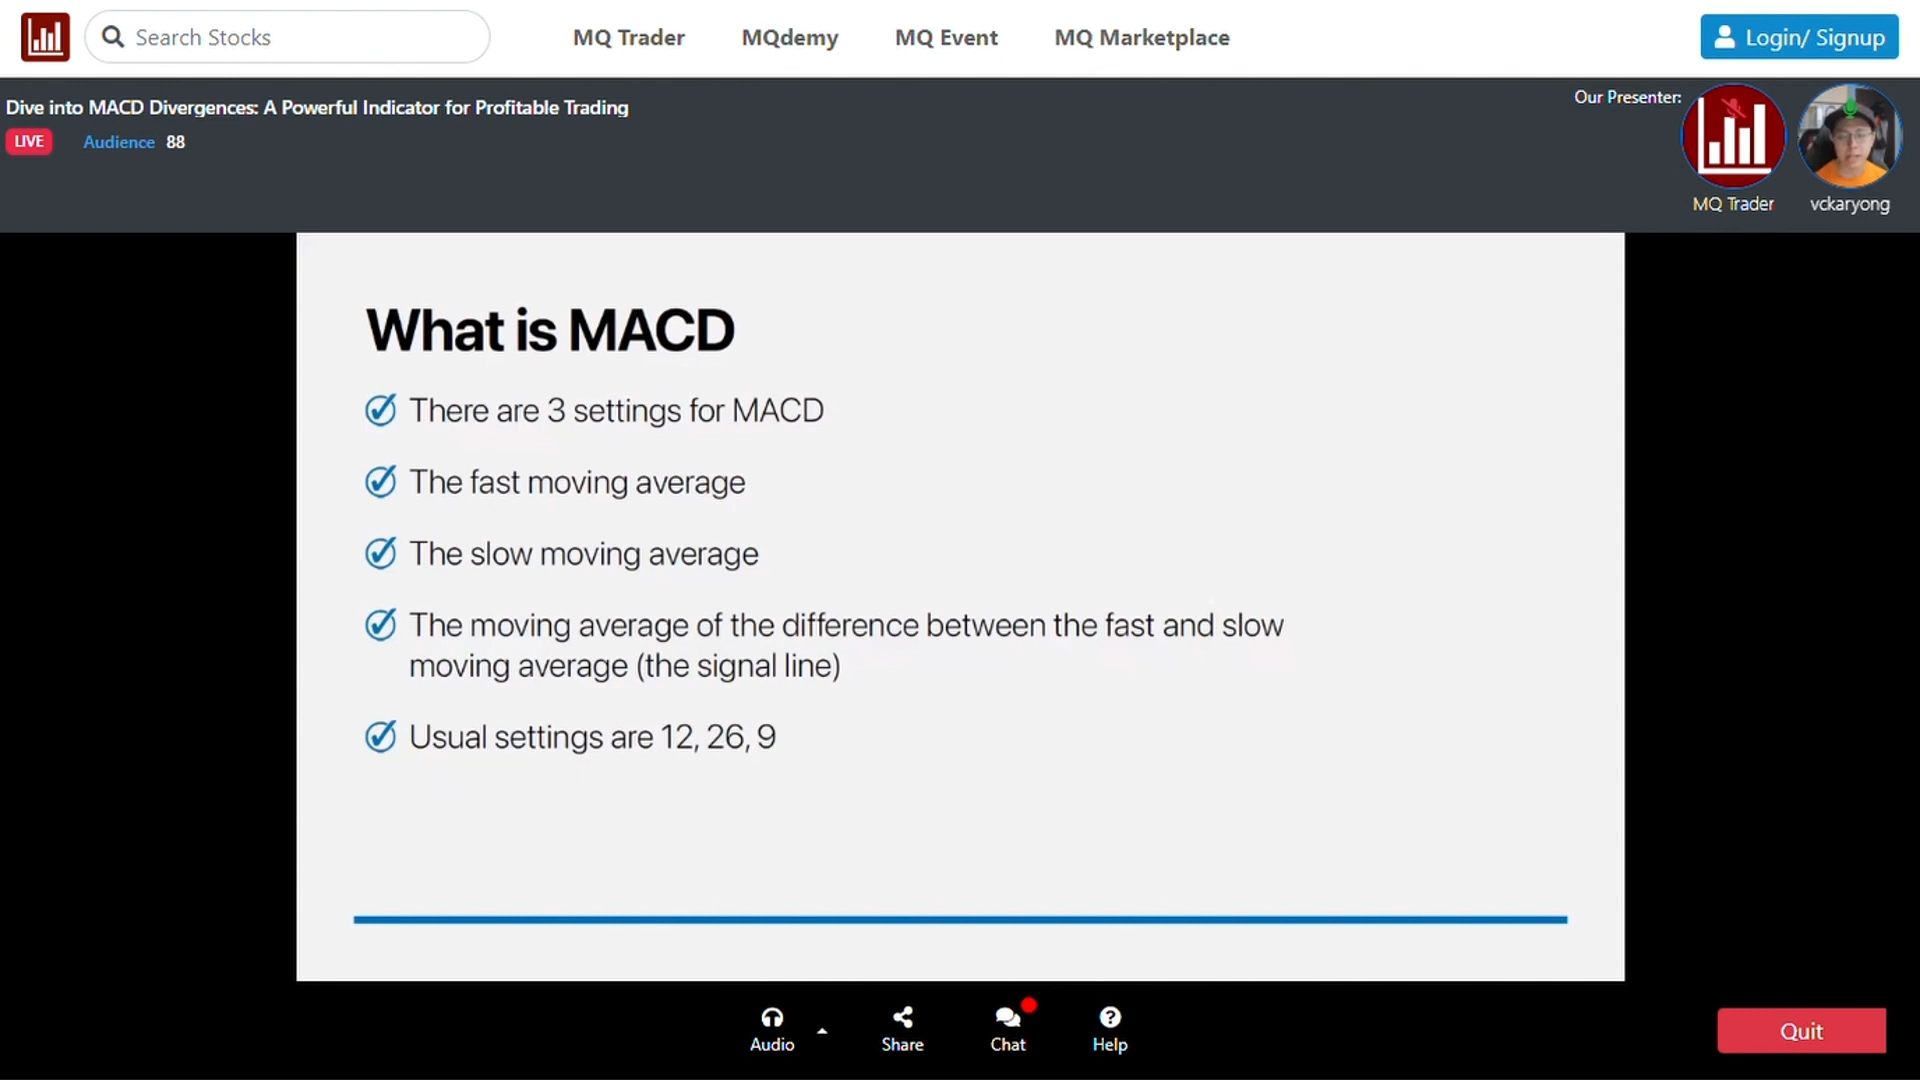 Search Stocks
MQ Trader
MQdemy
MQ Event
MQ Marketplace
Login/ Signup
Dive into MACD Divergences: A Powerful Indicator for Profitable Trading
LIVE
Audience 88
Our Presenter:
MQ Trader
vckaryong
What is MACD
There are 3 settings for MACD
The fast moving average
The slow moving average
The moving average of the difference between the fast and slow
moving average (the signal line)
Usual settings are 12, 26, 9
Audio
Share
Chat
Help
Quit